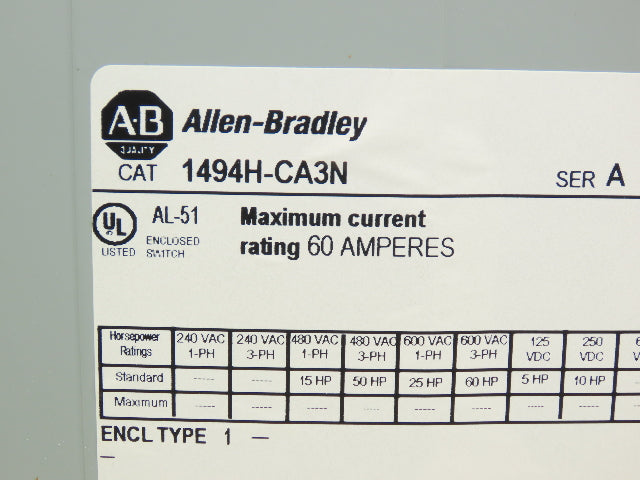 A-B Allen-Bradley
QUALITY
CAT 1494H-CA3N SER A
UL AL-51 Maximum current
LISTED ENCLOSED SWITCH rating 60 AMPERES
Horsepower Ratings 240 VAC 1-PH 240 VAC 3-PH 480 VAC 1-PH 480 VAC 3-PH 600 VAC 1-PH 600 VAC 3-PH 125 VDC 250 VDC
Standard ----- ----- 15 HP 50 HP 25 HP 60 HP 5 HP 10 HP
Maximum ----- ----- ----- ----- ----- ----- ----- -----
ENCL TYPE 1 —
—